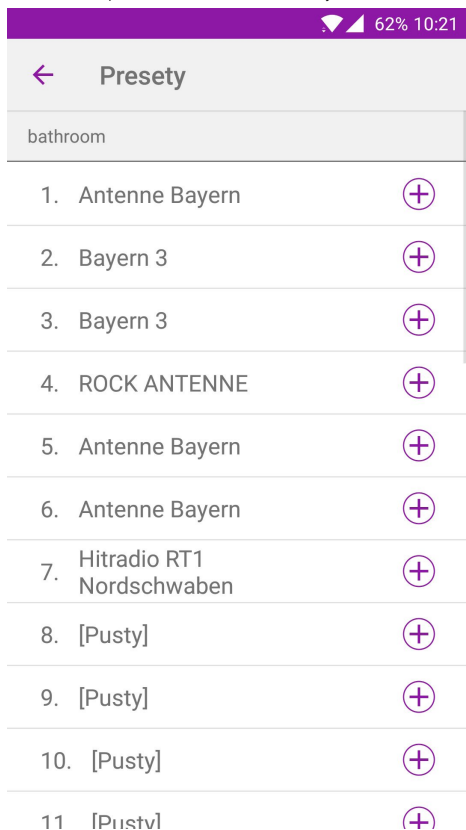 62% 10:21
Presety
bathroom
1. Antenne Bayern
2. Bayern 3
3. Bayern 3
4. ROCK ANTENNE
5. Antenne Bayern
6. Antenne Bayern
7. Hitradio RT1
Nordschwaben
8. [Pusty]
9. [Pusty]
10. [Pusty]
11 [Pusty]